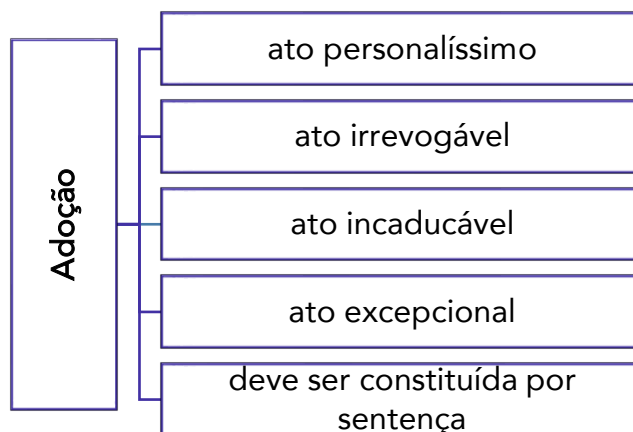 Adoção
ato personalíssimo
ato irrevogável
ato incaducável
ato excepcional
deve ser constituída por
sentença